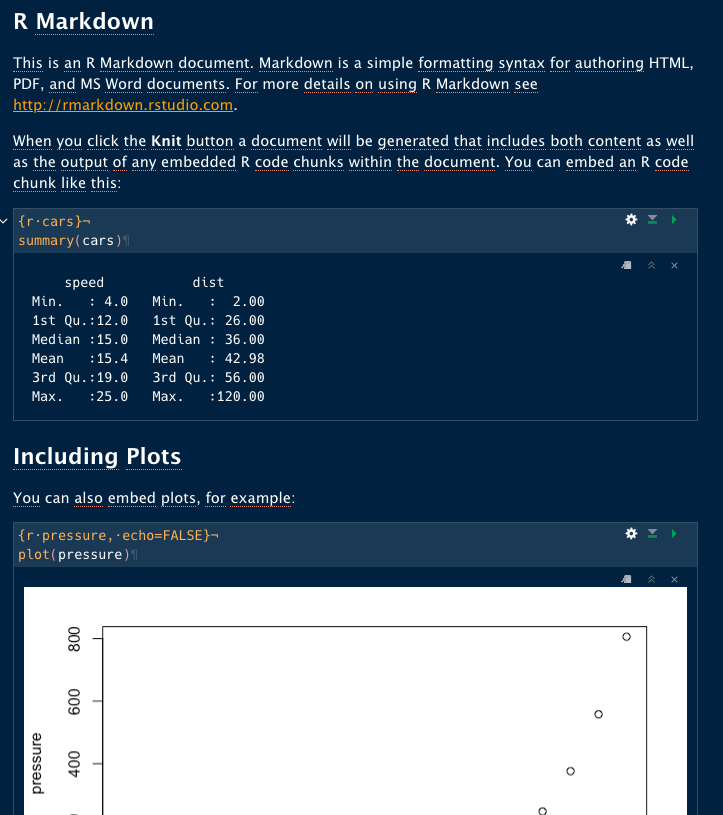 R Markdown
This is an R Markdown document. Markdown is a simple formatting syntax for authoring HTML,
PDF, and MS Word documents. For more details on using R Markdown see
http://rmarkdown.rstudio.com.
When you click the Knit button a document will be generated that includes both content as well
as the output of any embedded R code chunks within the document. You can embed an R code
chunk like this:
{r·cars}¬
summary(cars)¶
speed dist
Min. : 4.0 Min. : 2.00
1st Qu.:12.0 1st Qu.: 26.00
Median :15.0 Median : 36.00
Mean :15.4 Mean : 42.98
3rd Qu.:19.0 3rd Qu.: 56.00
Max. :25.0 Max. :120.00
Including Plots
You can also embed plots, for example:
{r·pressure,·echo=FALSE}¬
plot(pressure)¶
800
600
400
pressure